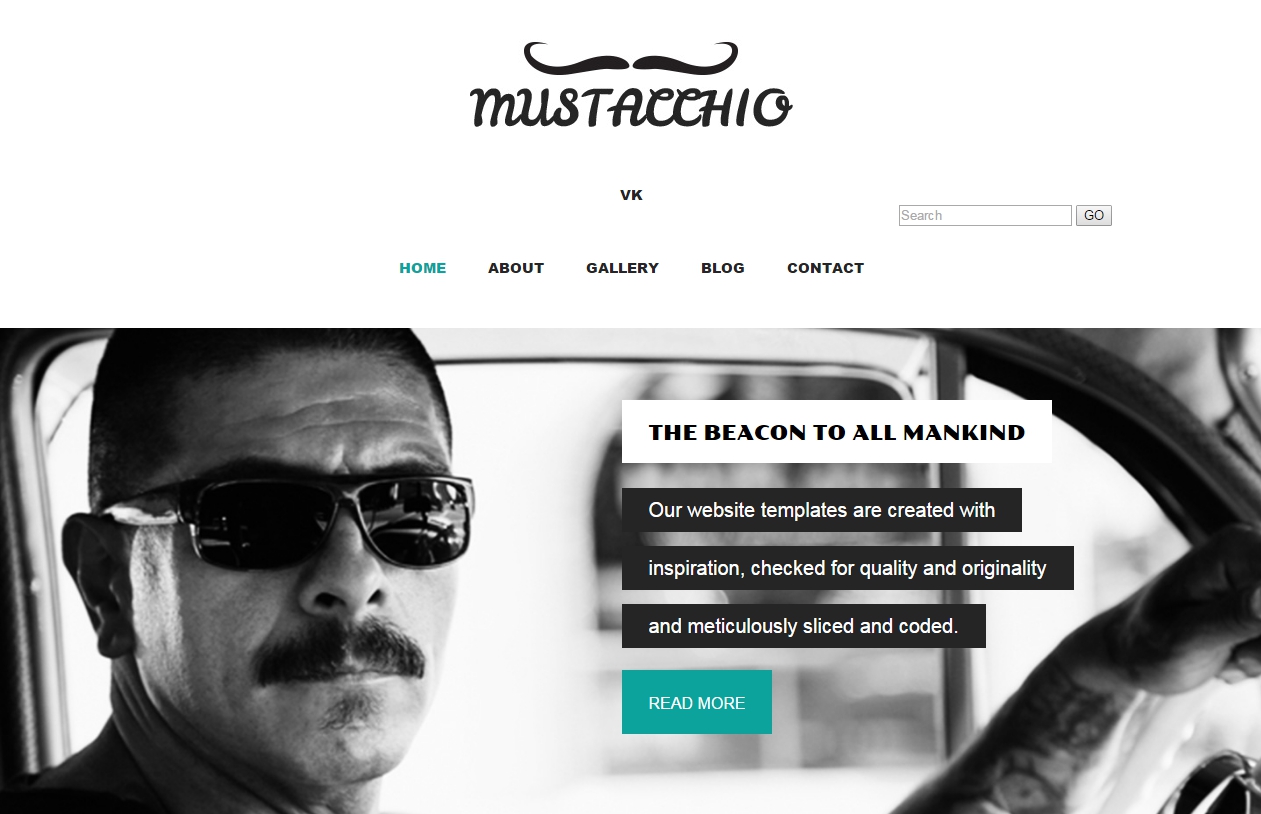 MUSTACCHIO
VK
Search GO
HOME ABOUT GALLERY BLOG CONTACT
THE BEACON TO ALL MANKIND
Our website templates are created with
inspiration, checked for quality and originality
and meticulously sliced and coded.
READ MORE